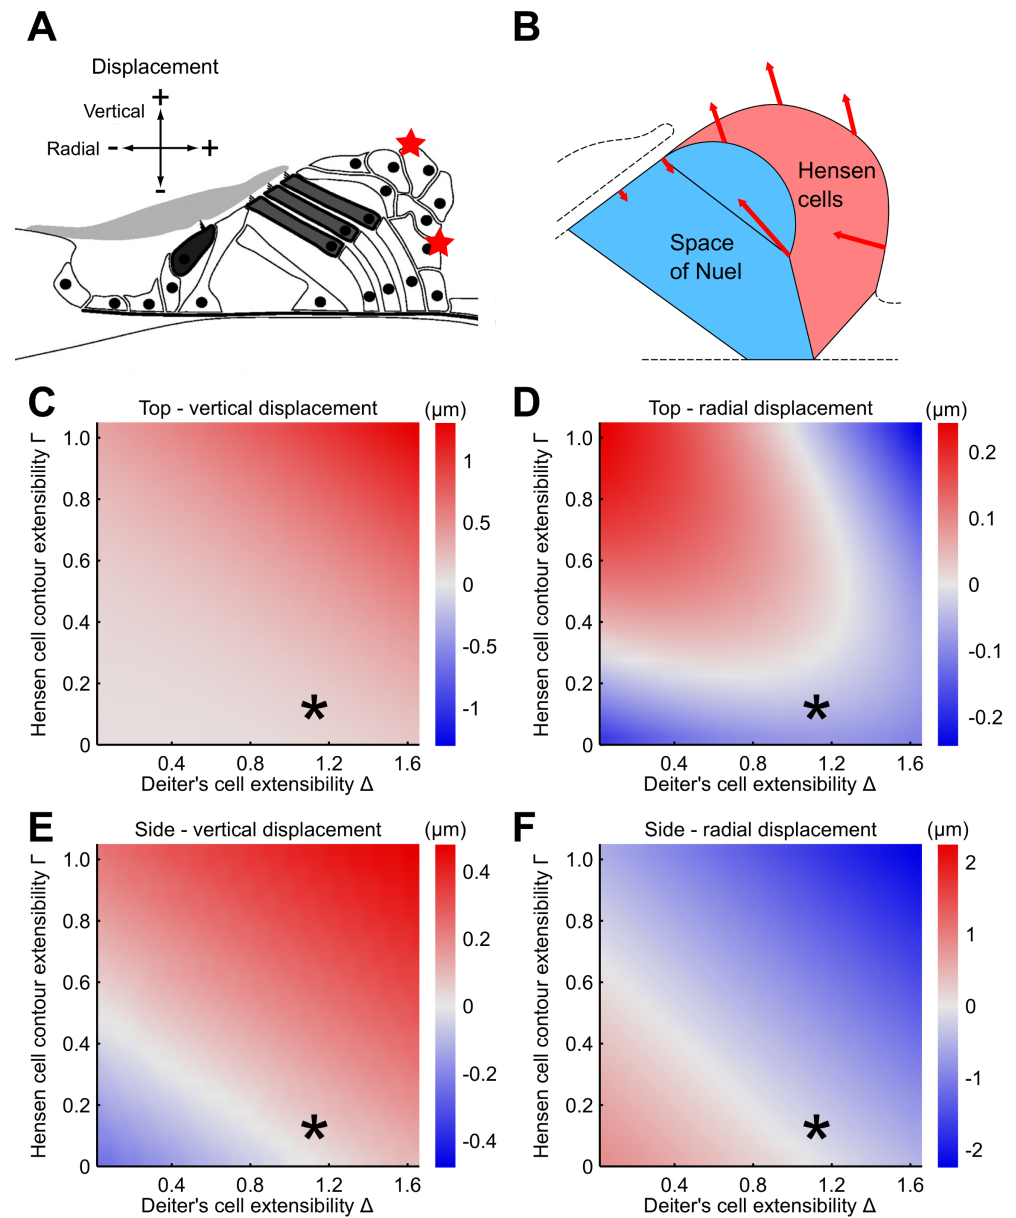 A
Displacement
+
Vertical
Radial - +
-
B
Hensen
cells
Space
of Nuel
C
Top - vertical displacement
(µm)
Hensen cell contour extensibility Γ
1.0
0.8
0.6
0.4
0.2
0
0.4
0.8
1.2
1.6
Deiter's cell extensibility Δ
1
0.5
0
-0.5
-1
*
D
Top - radial displacement
(µm)
Hensen cell contour extensibility Γ
1.0
0.8
0.6
0.4
0.2
0
0.4
0.8
1.2
1.6
Deiter's cell extensibility Δ
0.2
0.1
0
-0.1
-0.2
*
E
Side - vertical displacement
(µm)
Hensen cell contour extensibility Γ
1.0
0.8
0.6
0.4
0.2
0
0.4
0.8
1.2
1.6
Deiter's cell extensibility Δ
0.4
0.2
0
-0.2
-0.4
*
F
Side - radial displacement
(µm)
Hensen cell contour extensibility Γ
1.0
0.8
0.6
0.4
0.2
0
0.4
0.8
1.2
1.6
Deiter's cell extensibility Δ
2
1
0
-1
-2
*